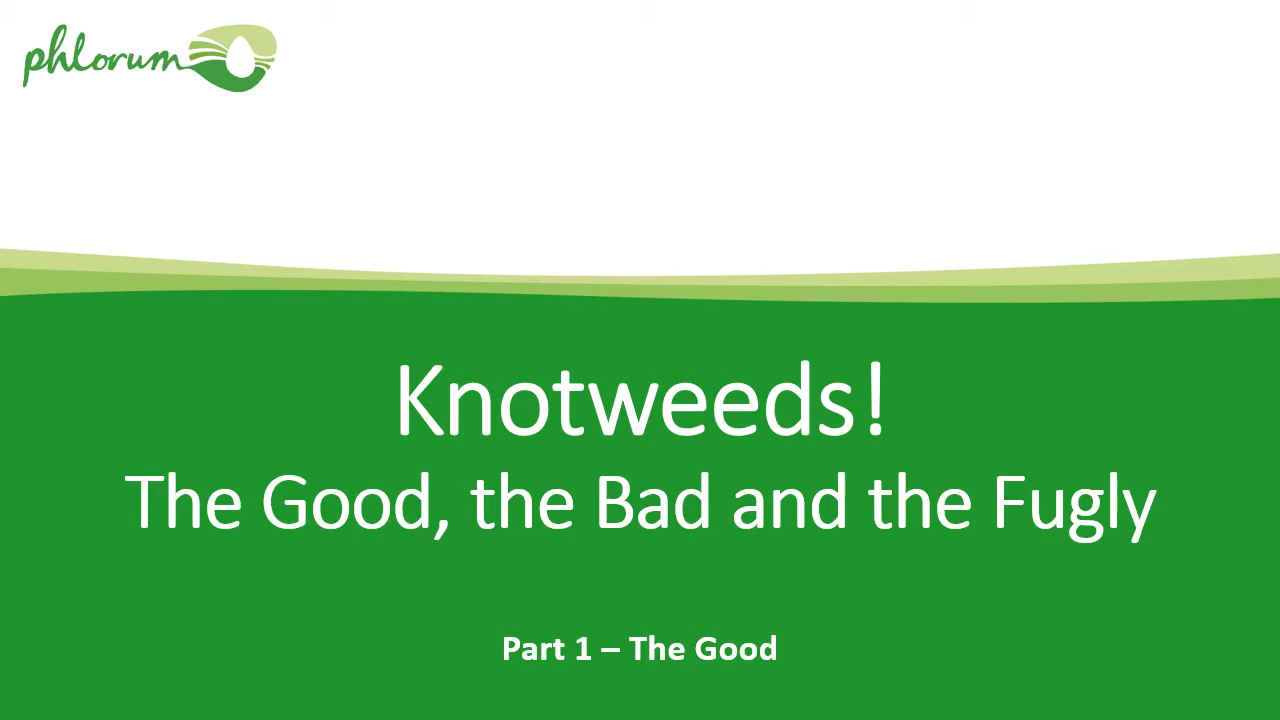 phlorum
Knotweeds!
The Good, the Bad and the Fugly
Part 1 – The Good